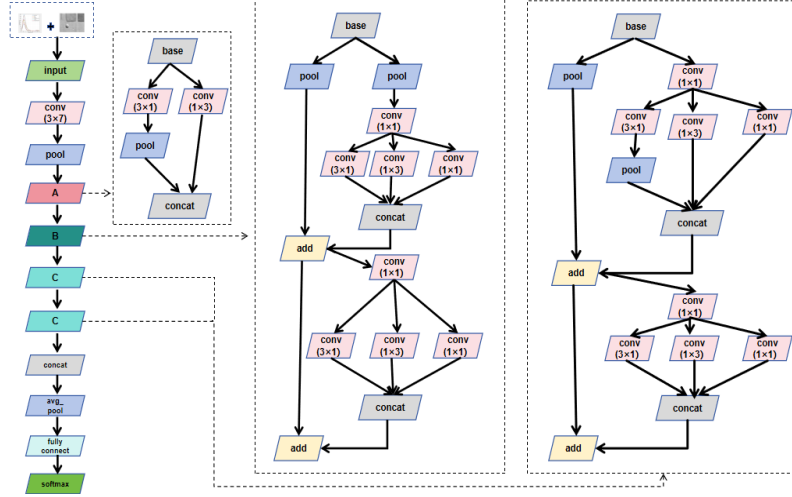 +
input
conv
(3×7)
pool
A
B
C
C
concat
avg_
pool
fully
connect
softmax
base
conv
(3×1)
conv
(1×3)
pool
concat
base
pool
pool
conv
(1×1)
conv
(3×1)
conv
(1×3)
conv
(1×1)
concat
add
conv
(1×1)
conv
(3×1)
conv
(1×3)
conv
(1×1)
concat
add
base
pool
conv
(1×1)
conv
(3×1)
conv
(1×3)
conv
(1×1)
pool
concat
add
conv
(1×1)
conv
(3×1)
conv
(1×3)
conv
(1×1)
concat
add